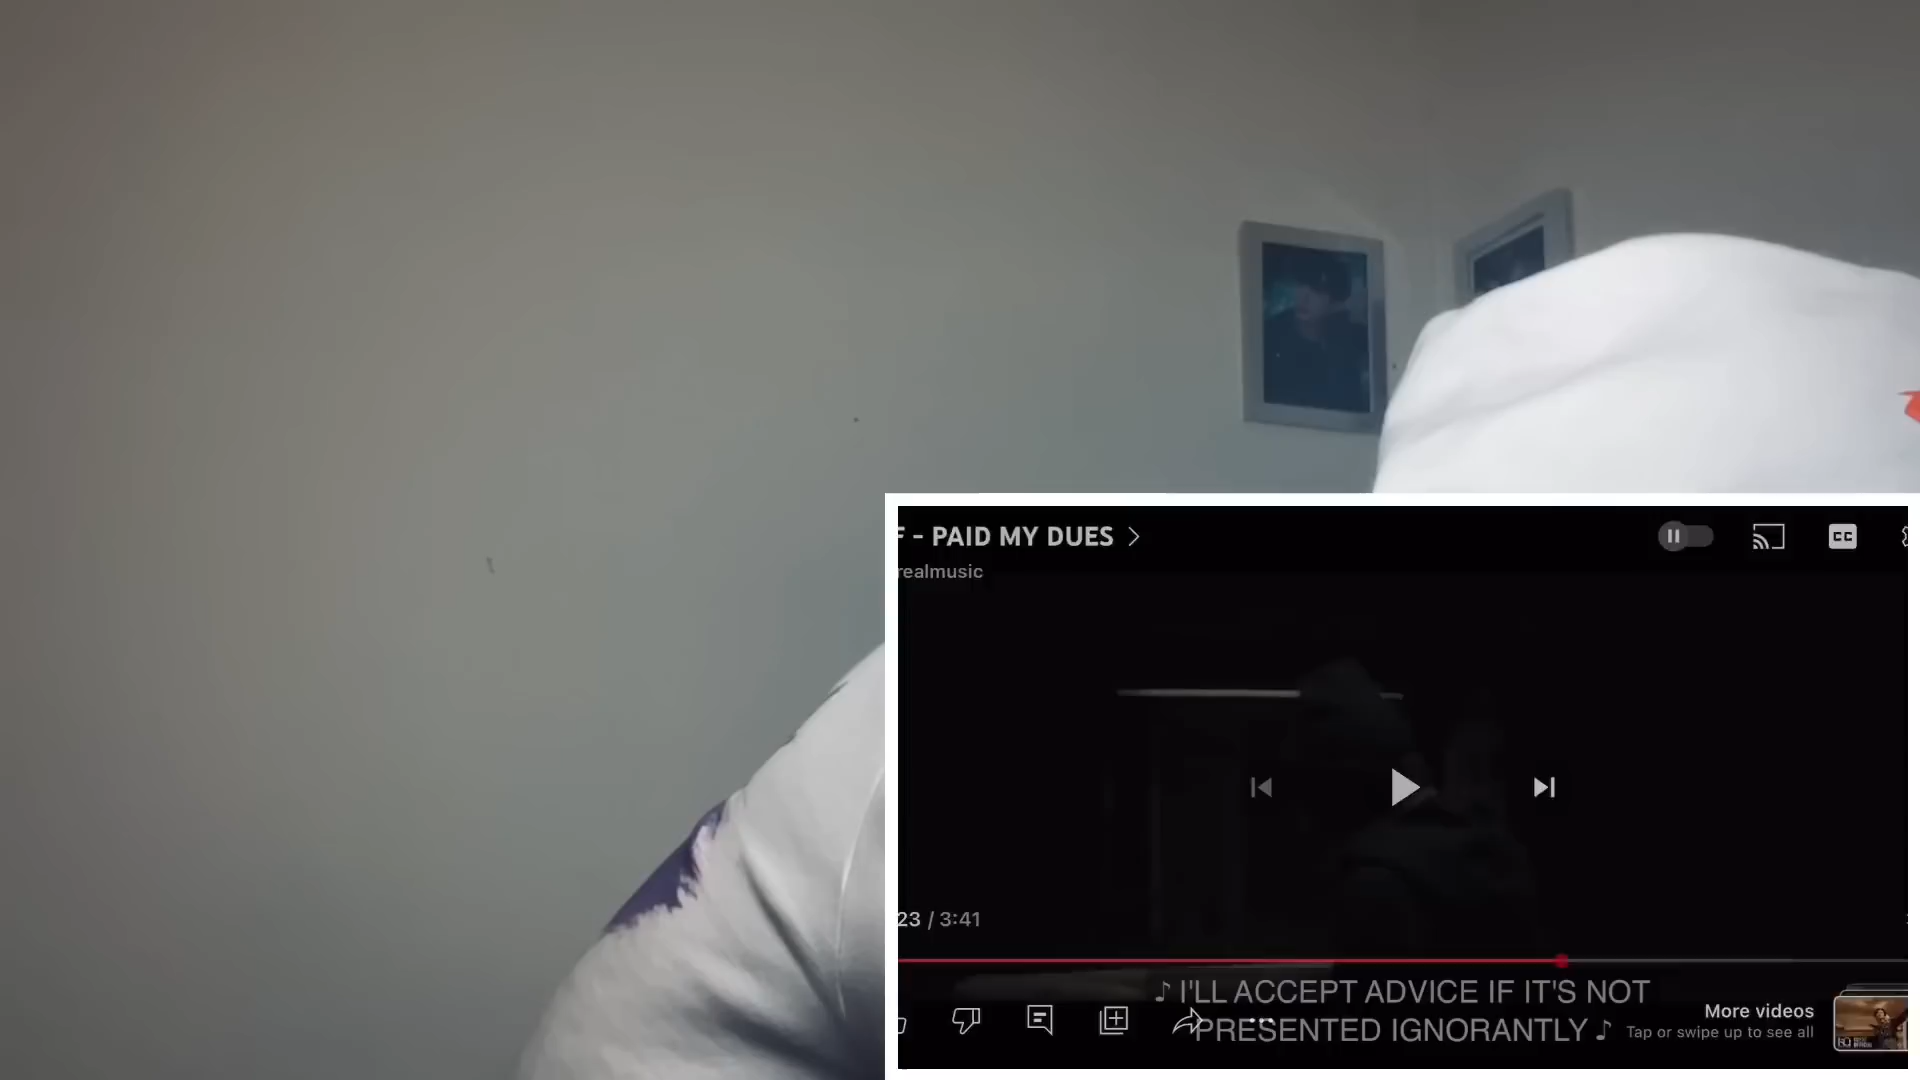 F - PAID MY DUES
realmusic
CC
23 / 3:41
♪ I'LL ACCEPT ADVICE IF IT'S NOT
PRESENTED IGNORANTLY ♪
More videos
Tap or swipe up to see all